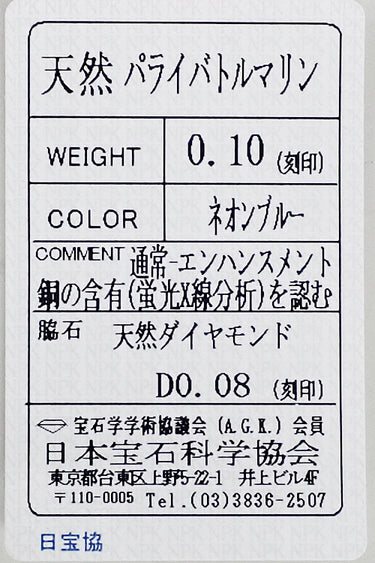 天然 パライバトルマリン
WEIGHT 0.10 (刻印)
COLOR ネオンブルー
COMMENT 通常-エンハンスメント
銅の含有(蛍光X線分析)を認む
脇石 天然ダイヤモンド
D0.08 (刻印)
宝石学学術協議会 (A.G.K.) 会員
日本宝石科学協会
東京都台東区上野5-22-1 井上ビル4F
〒110-0005 Tel.(03)3836-2507
日宝協